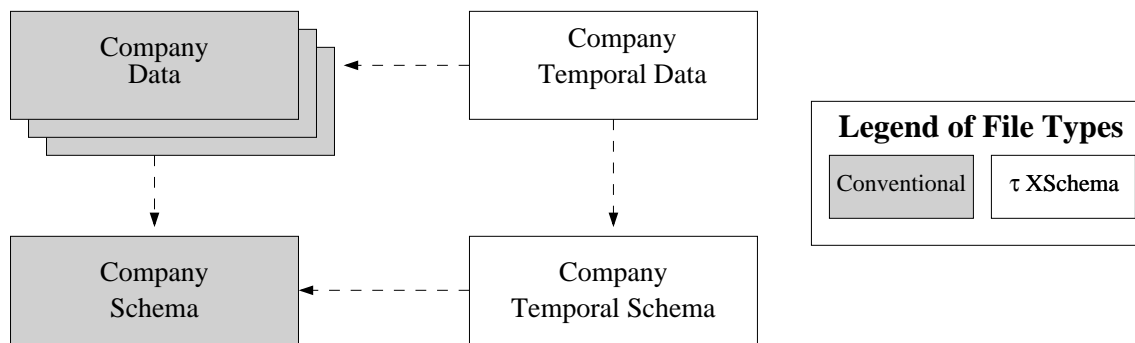 Company
Data
Company
Temporal Data
Legend of File Types
Conventional
τ XSchema
Company
Schema
Company
Temporal Schema